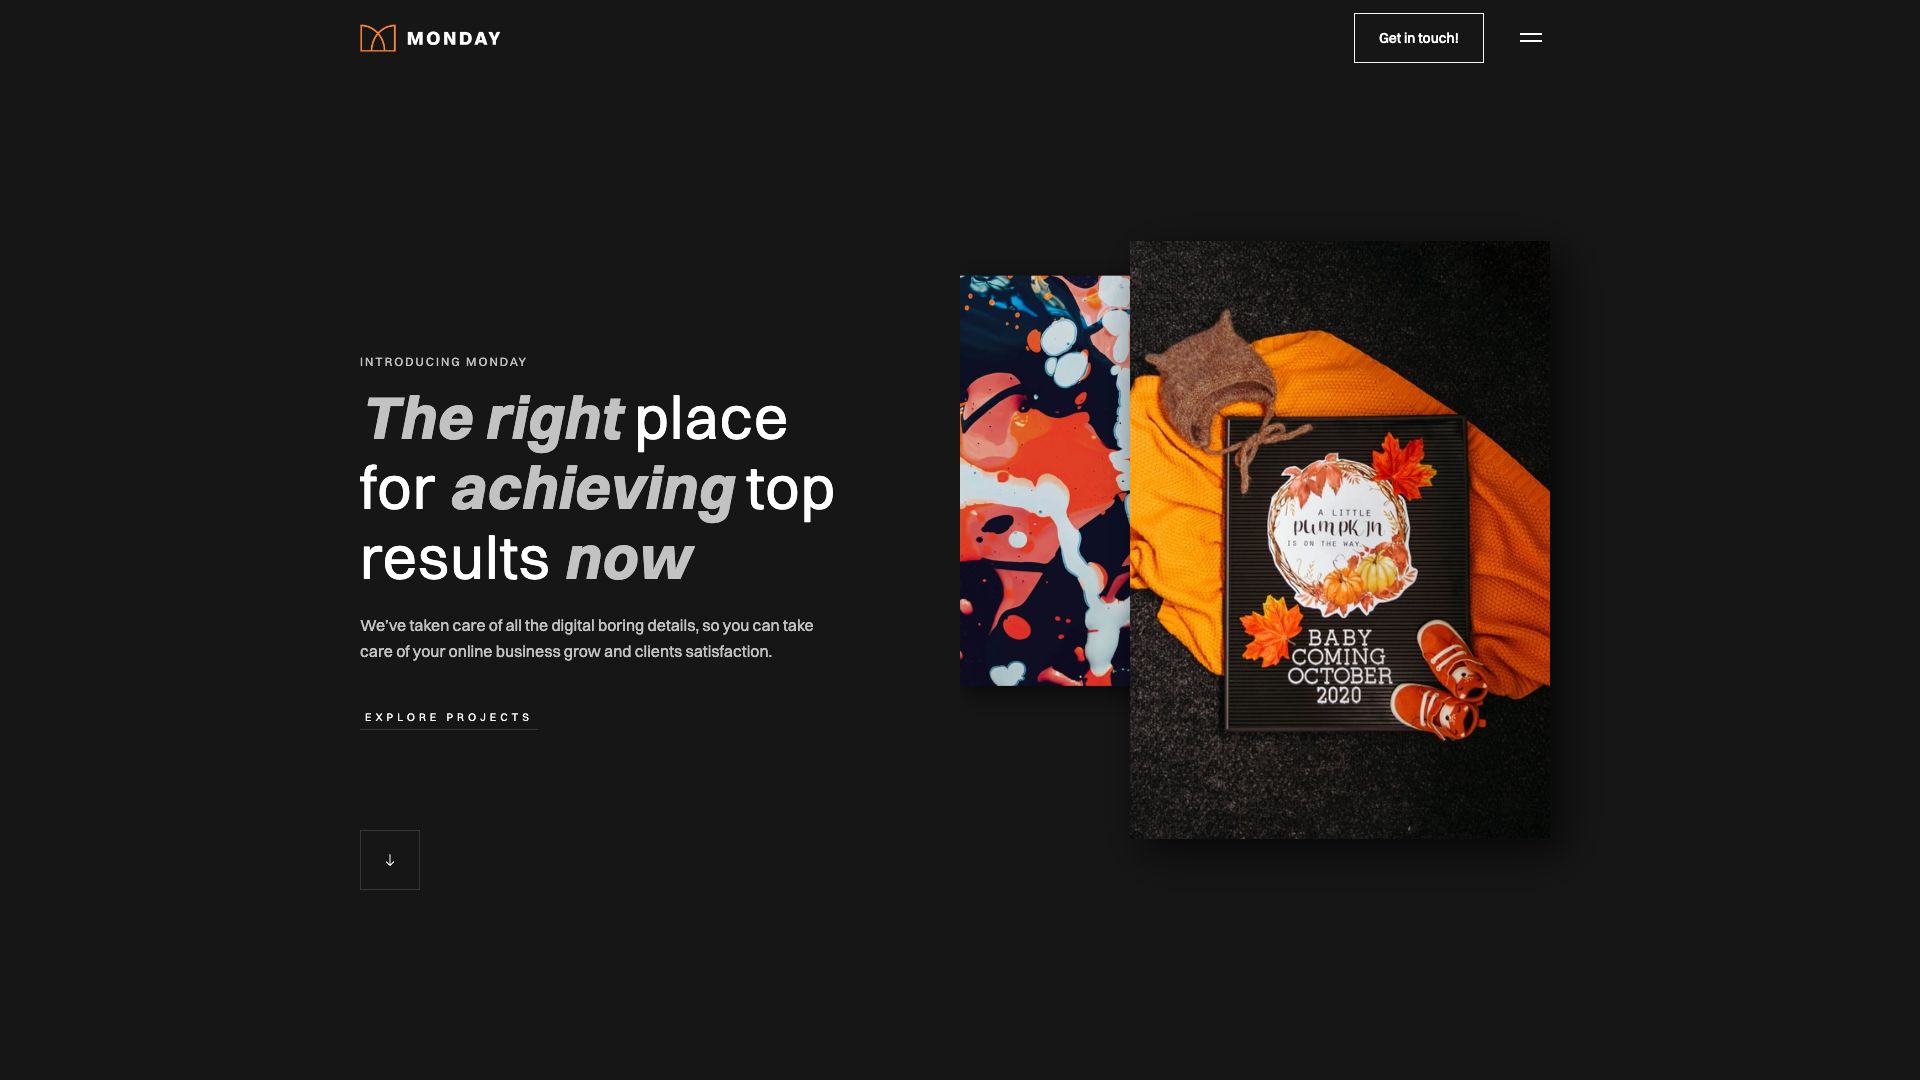 MONDAY
Get in touch!
INTRODUCING MONDAY
The right place
for achieving top
results now
We've taken care of all the digital boring details, so you can take
care of your online business grow and clients satisfaction.
EXPLORE PROJECTS
A LITTLE
pumpkin
IS ON THE WAY
BABY
COMING
OCTOBER
2020